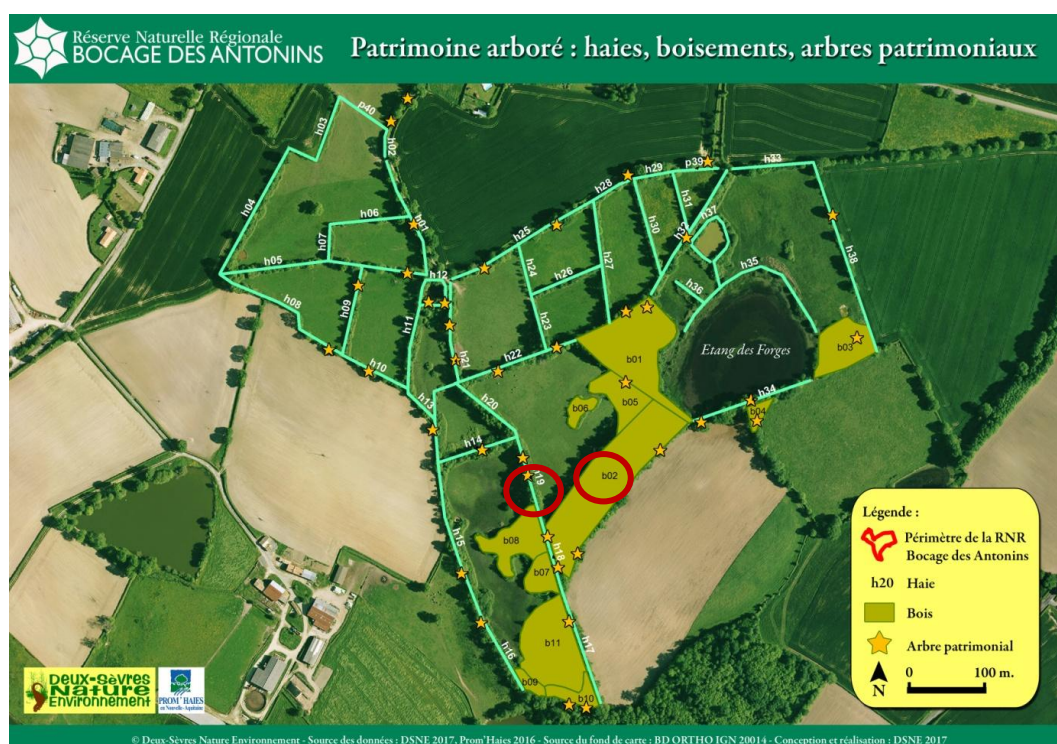 Réserve Naturelle Régionale
BOCAGE DES ANTONINS
Patrimoine arboré : haies, boisements, arbres patrimoniaux
p40
h03
h02
h04
h06
h01
h07
h05
h12
h08
h09
h11
h10
h21
h13
h25
h28
h29
p39
h33
h31
h30
h32
h37
h24
h26
h27
h35
h36
h38
h23
h22
Etang des Forges
b01
b03
b05
b06
h34
b04
h20
h14
h19
b02
h15
b08
h18
b07
b11
h17
h16
b09
b10
Légende :
Périmètre de la RNR
Bocage des Antonins
h20 Haie
Bois
Arbre patrimonial
N
0 100 m.
Deux-Sèvres
Nature
Environnement
PROM'HAIES
en Nouvelle-Aquitaine
© Deux-Sèvres Nature Environnement - Source des données : DSNE 2017, Prom'Haies 2016 - Source du fond de carte : BD ORTHO IGN 20014 - Conception et réalisation : DSNE 2017